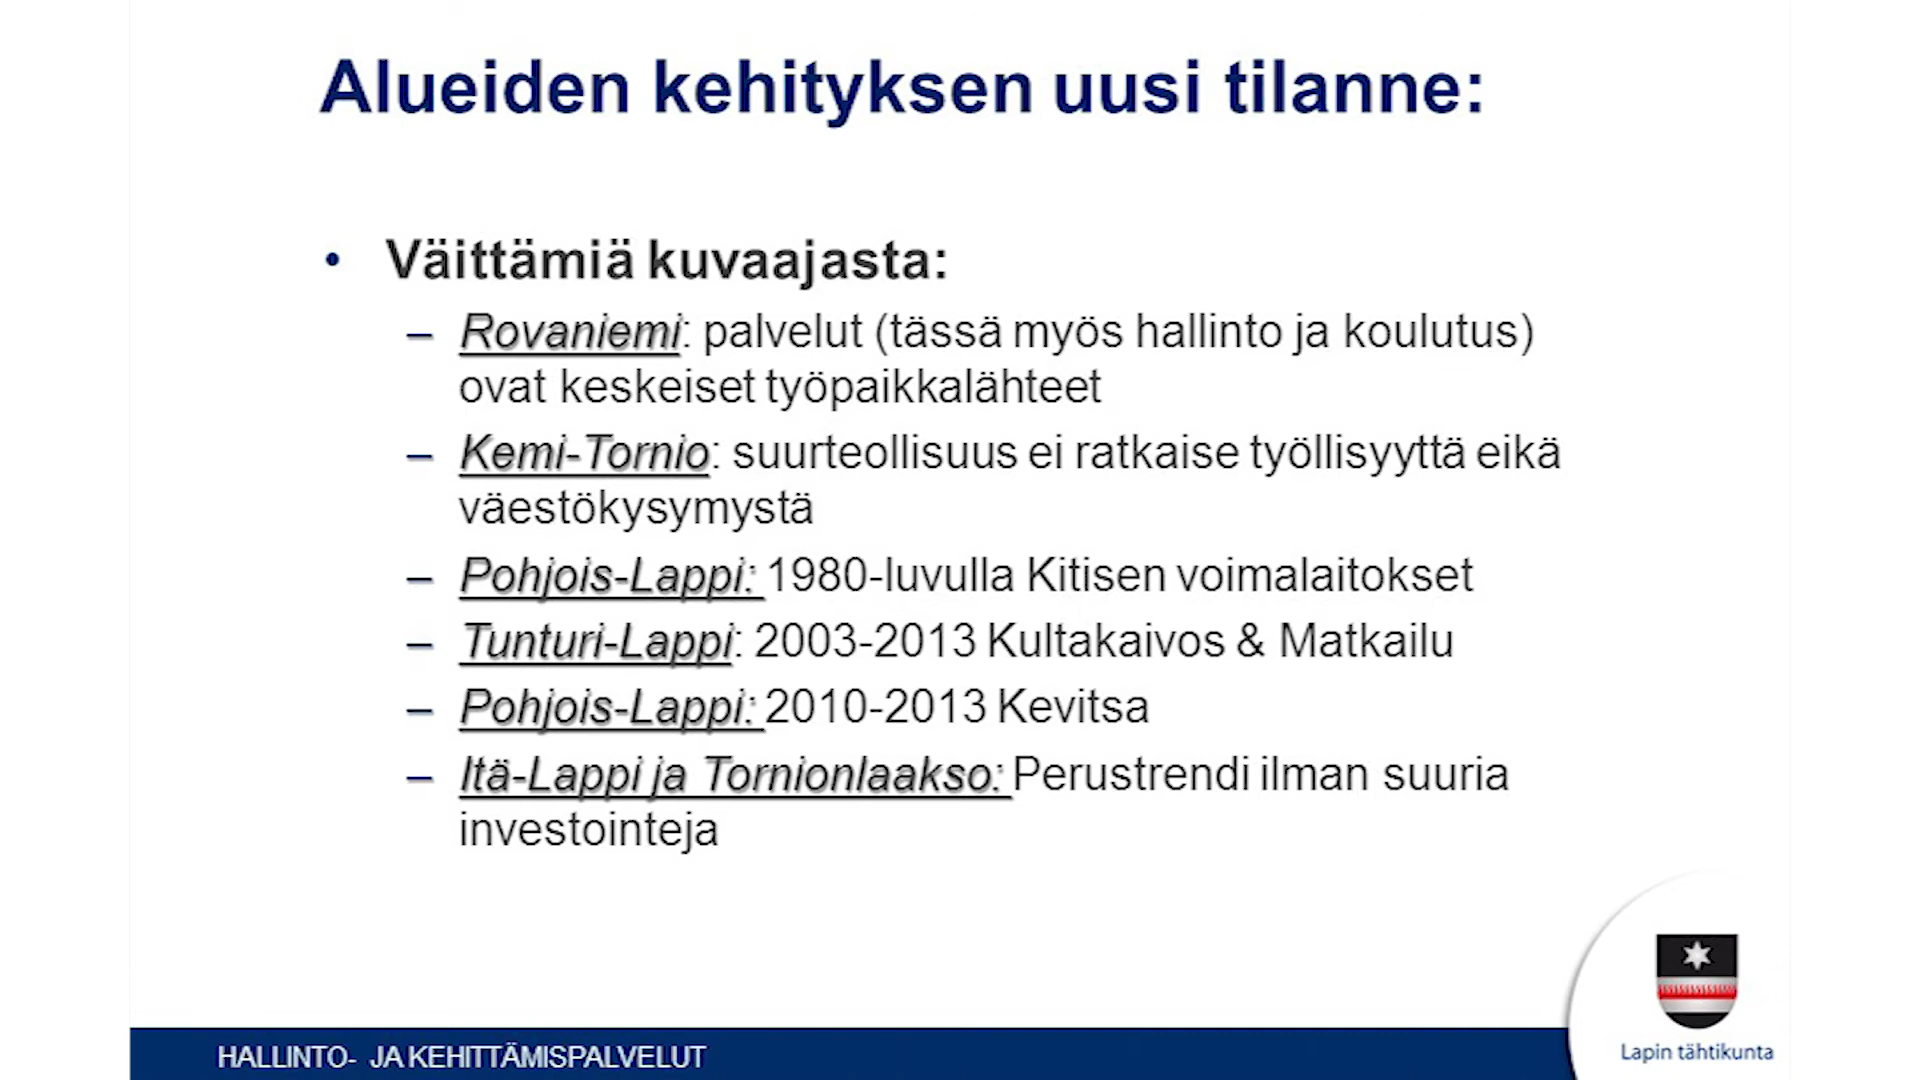 Alueiden kehityksen uusi tilanne:
• Väittämiä kuvaajasta:
– Rovaniemi: palvelut (tässä myös hallinto ja koulutus)
ovat keskeiset työpaikkalähteet
– Kemi-Tornio: suurteollisuus ei ratkaise työllisyyttä eikä
väestökysymystä
– Pohjois-Lappi: 1980-luvulla Kitisen voimalaitokset
– Tunturi-Lappi: 2003-2013 Kultakaivos & Matkailu
– Pohjois-Lappi: 2010-2013 Kevitsa
– Itä-Lappi ja Tornionlaakso: Perustrendi ilman suuria
investointeja
HALLINTO- JA KEHITTÄMISPALVELUT
Lapin tähtikunta